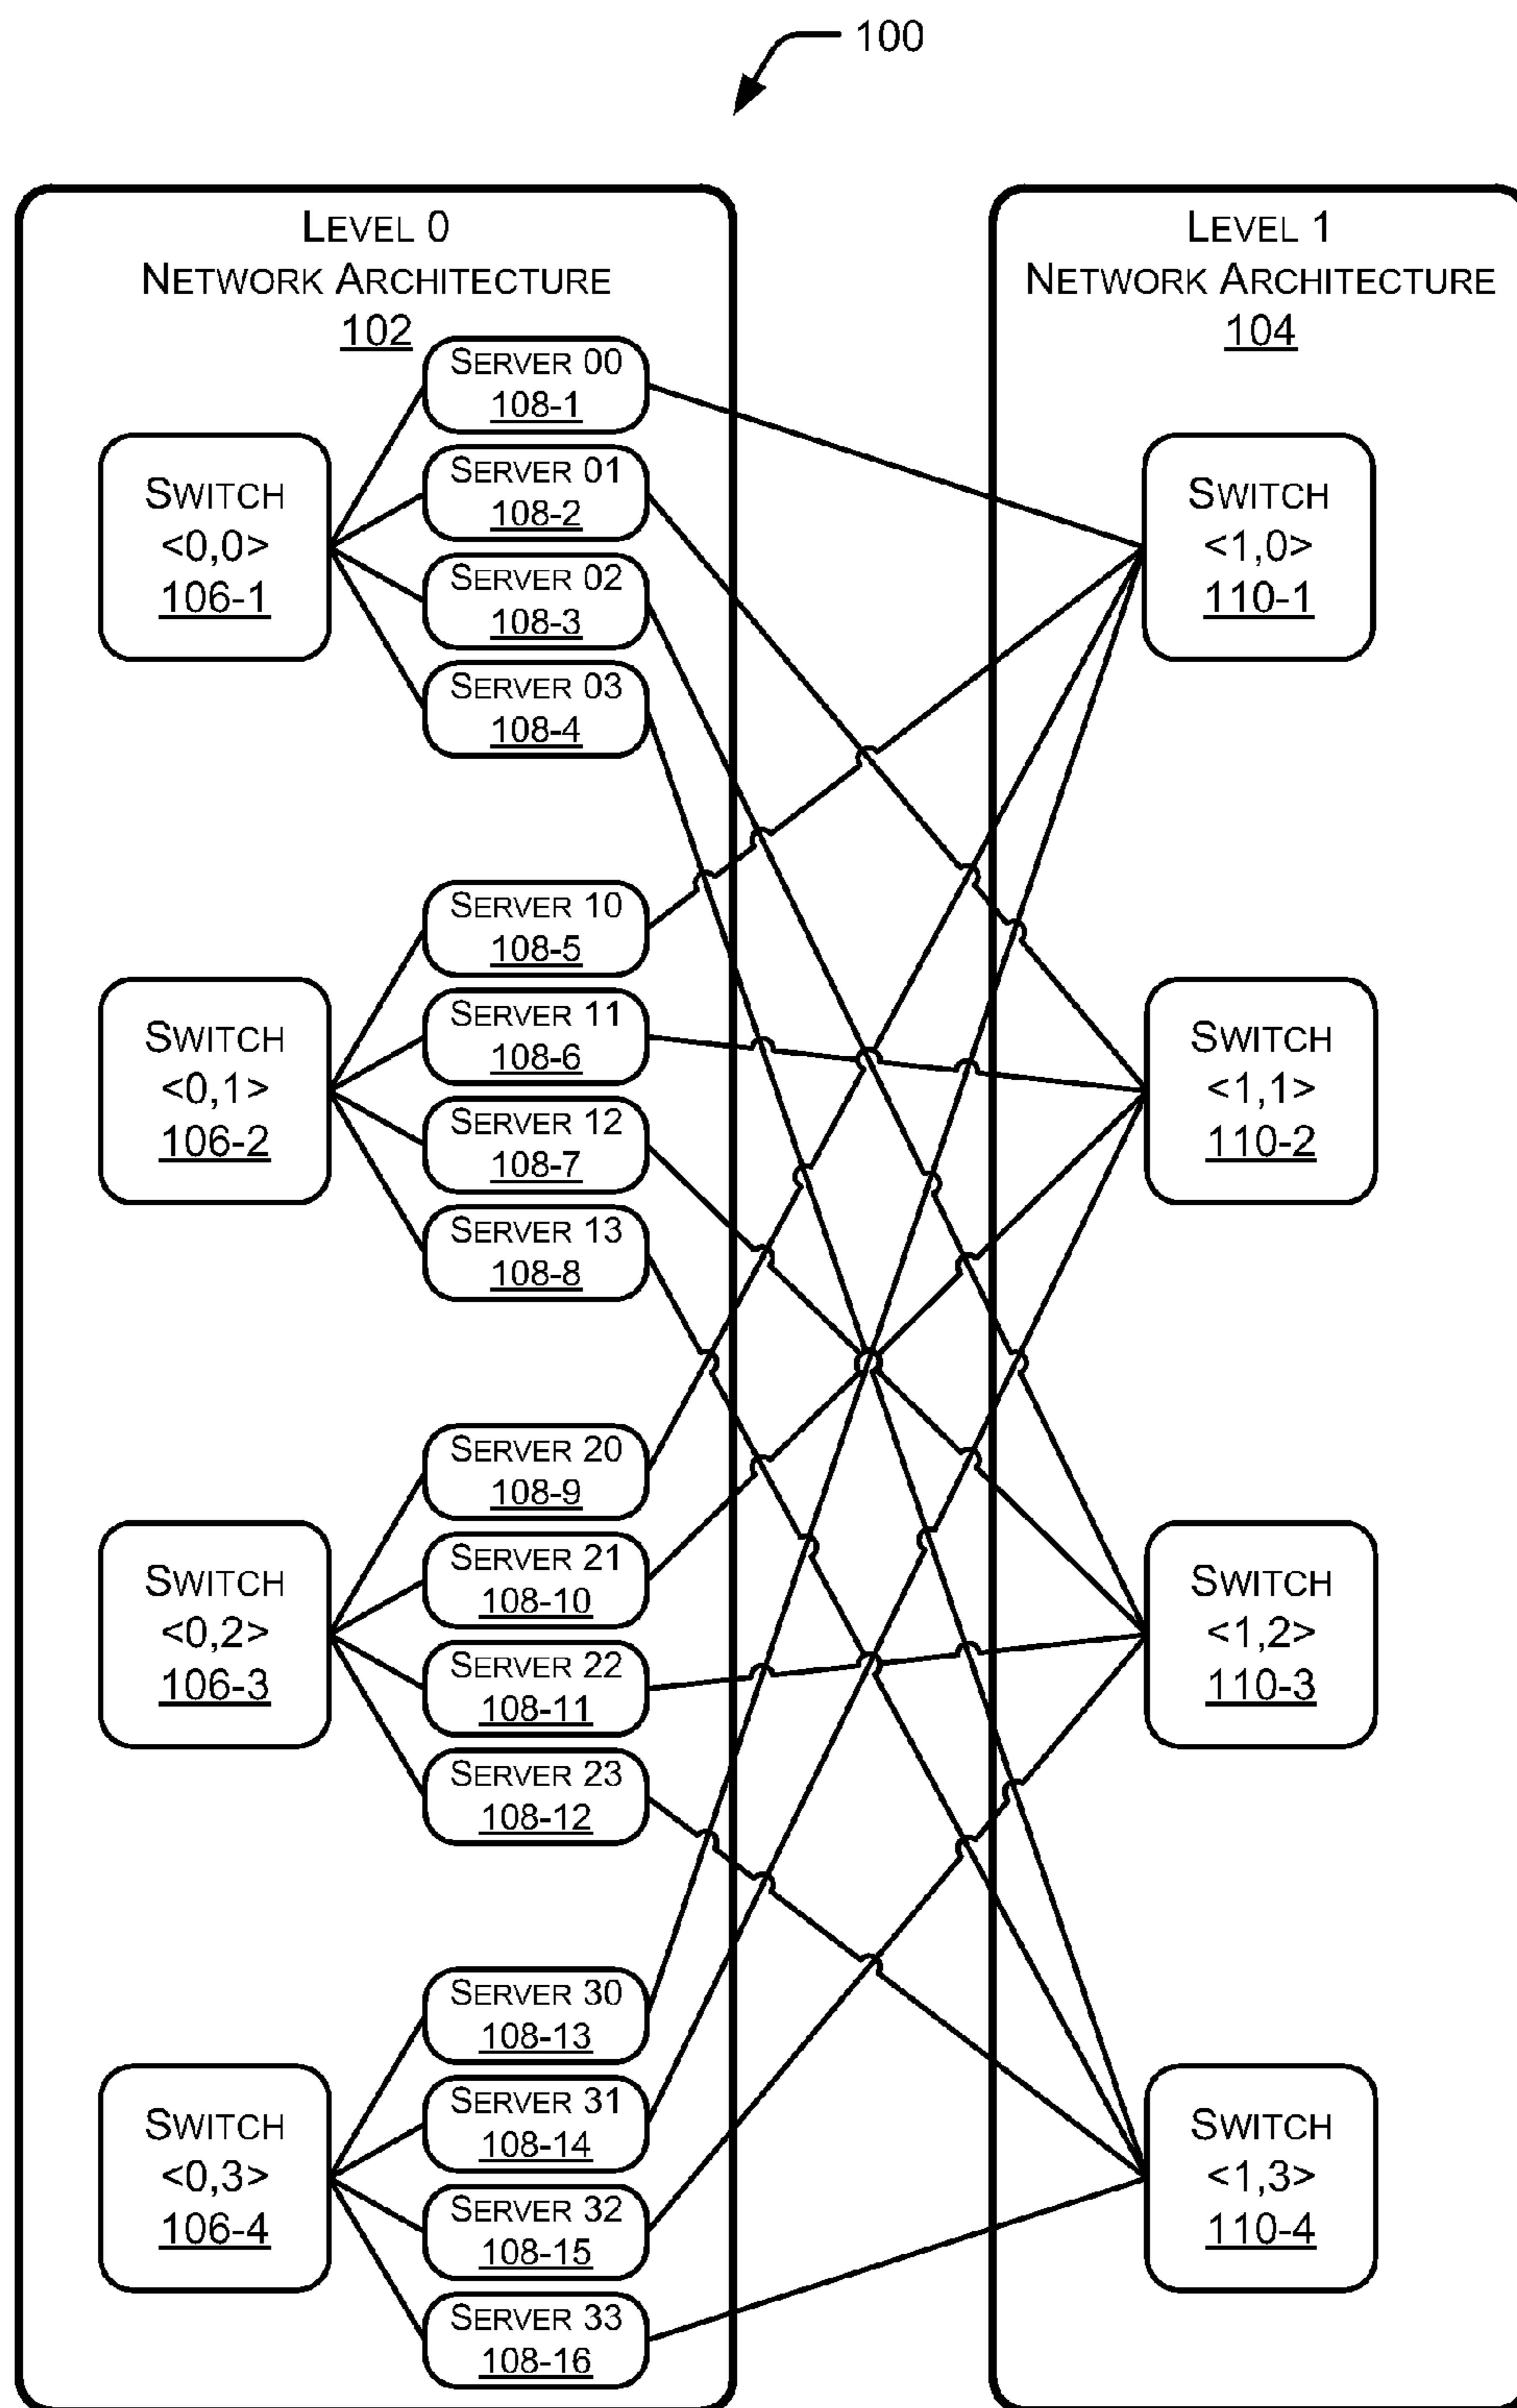 100
LEVEL 0
NETWORK ARCHITECTURE
102
SERVER 00
108-1
SERVER 01
108-2
SERVER 02
108-3
SERVER 03
108-4
SWITCH
<0,0>
106-1
SERVER 10
108-5
SERVER 11
108-6
SERVER 12
108-7
SERVER 13
108-8
SWITCH
<0,1>
106-2
SERVER 20
108-9
SERVER 21
108-10
SERVER 22
108-11
SERVER 23
108-12
SWITCH
<0,2>
106-3
SERVER 30
108-13
SERVER 31
108-14
SERVER 32
108-15
SERVER 33
108-16
SWITCH
<0,3>
106-4
LEVEL 1
NETWORK ARCHITECTURE
104
SWITCH
<1,0>
110-1
SWITCH
<1,1>
110-2
SWITCH
<1,2>
110-3
SWITCH
<1,3>
110-4